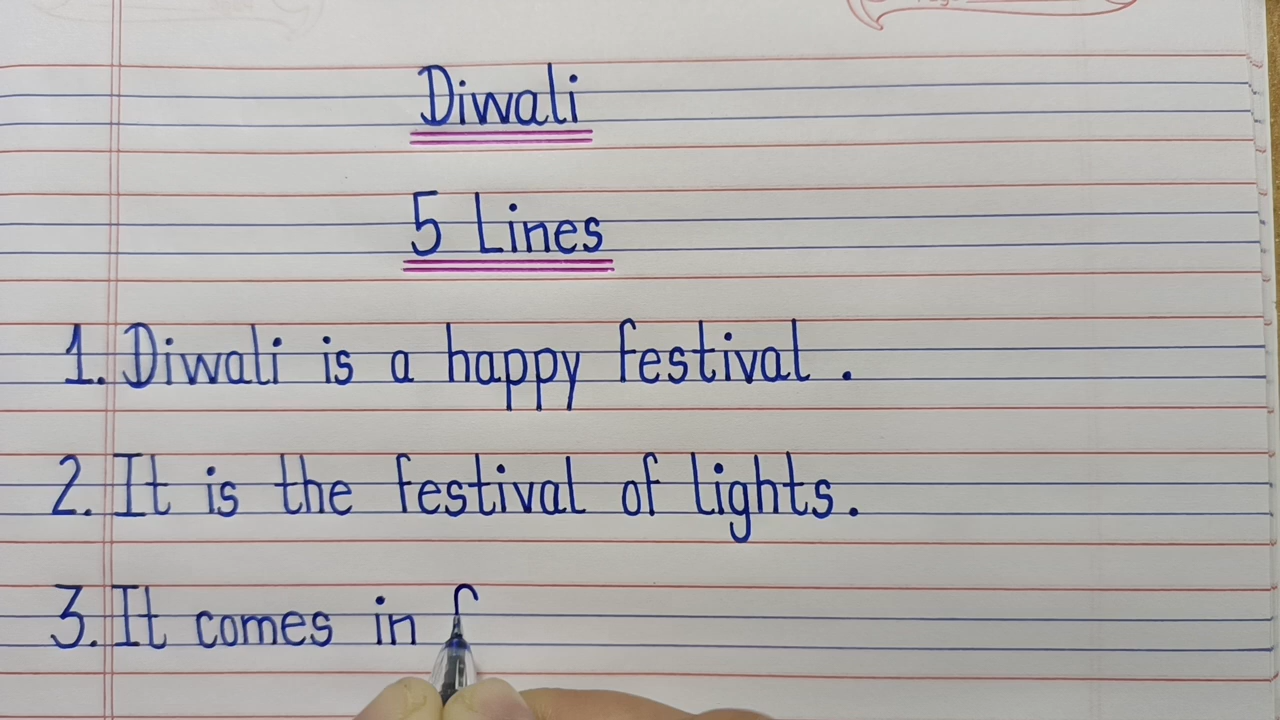 Diwali
5 Lines
1. Diwali is a happy festival.
2. It is the festival of lights.
3. It comes in